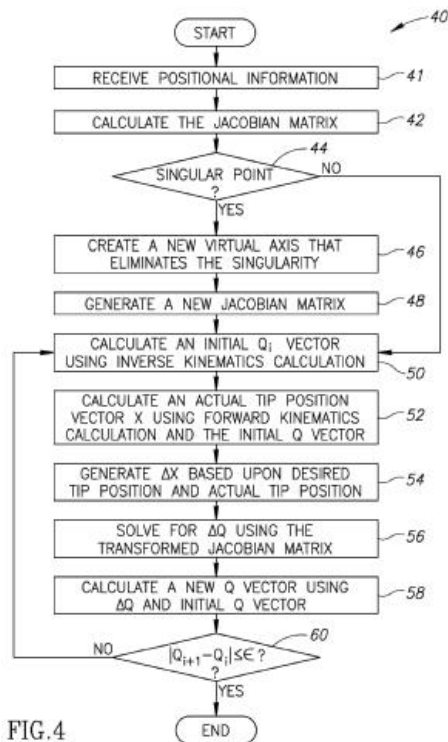 START
40
RECEIVE POSITIONAL INFORMATION
41
CALCULATE THE JACOBIAN MATRIX
42
44
SINGULAR POINT
?
NO
YES
CREATE A NEW VIRTUAL AXIS THAT
ELIMINATES THE SINGULARITY
46
GENERATE A NEW JACOBIAN MATRIX
48
CALCULATE AN INITIAL Qi VECTOR
USING INVERSE KINEMATICS CALCULATION
50
CALCULATE AN ACTUAL TIP POSITION
VECTOR X USING FORWARD KINEMATICS
CALCULATION AND THE INITIAL Q VECTOR
52
GENERATE ΔX BASED UPON DESIRED
TIP POSITION AND ACTUAL TIP POSITION
54
SOLVE FOR ΔQ USING THE
TRANSFORMED JACOBIAN MATRIX
56
CALCULATE A NEW Q VECTOR USING
ΔQ AND INITIAL Q VECTOR
58
60
NO
|Qi+1–Qi|≤∈?
?
YES
END
FIG.4